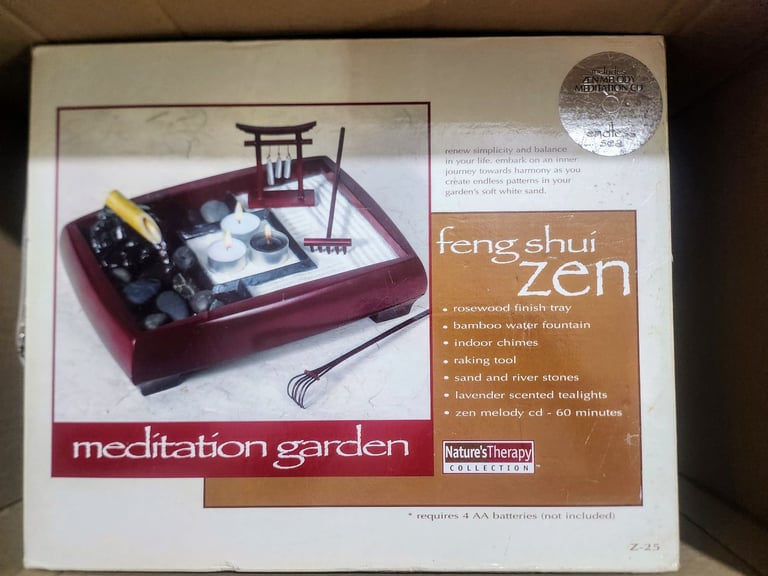 includes
ZEN MELODY
MEDITATION CD
endless
sea
renew simplicity and balance
in your life. embark on an inner
journey towards harmony as you
create endless patterns in your
garden's soft white sand.
feng shui
zen
• rosewood finish tray
• bamboo water fountain
• indoor chimes
• raking tool
• sand and river stones
• lavender scented tealights
• zen melody cd - 60 minutes
meditation garden
Nature'sTherapy
COLLECTION
* requires 4 AA batteries (not included)
Z-25